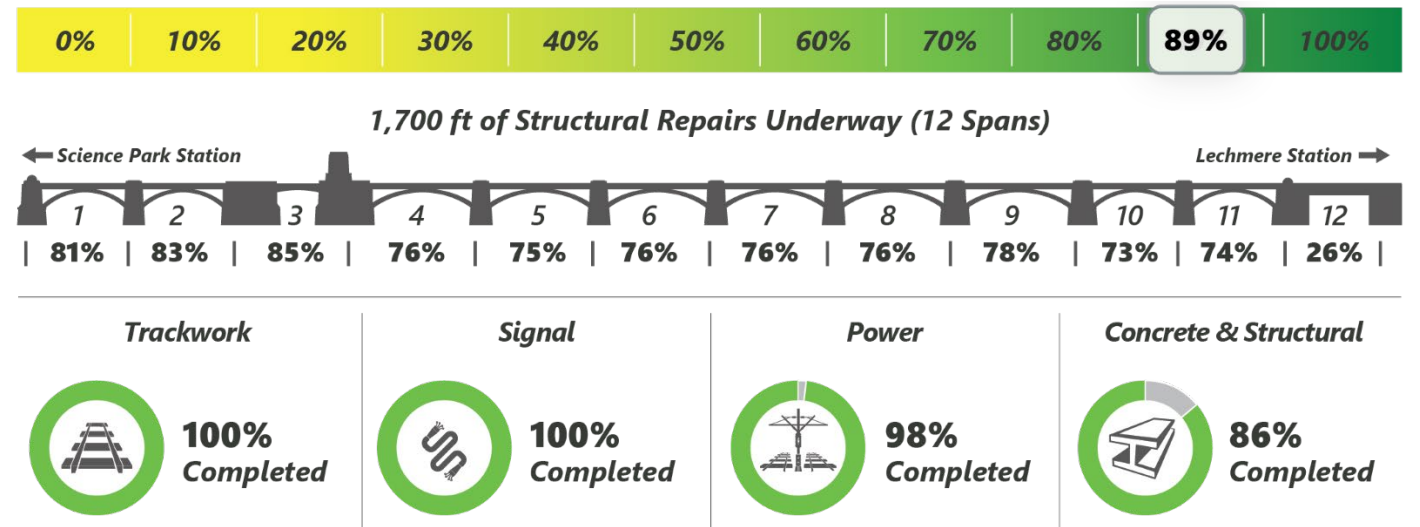 0% 10% 20% 30% 40% 50% 60% 70% 80% 89% 100%
1,700 ft of Structural Repairs Underway (12 Spans)
Science Park Station Lechmere Station
1 2 3 4 5 6 7 8 9 10 11 12
| 81% | 83% | 85% | 76% | 75% | 76% | 76% | 76% | 78% | 73% | 74% | 26% |
Trackwork Signal Power Concrete & Structural
100% 100% 98% 86%
Completed Completed Completed Completed